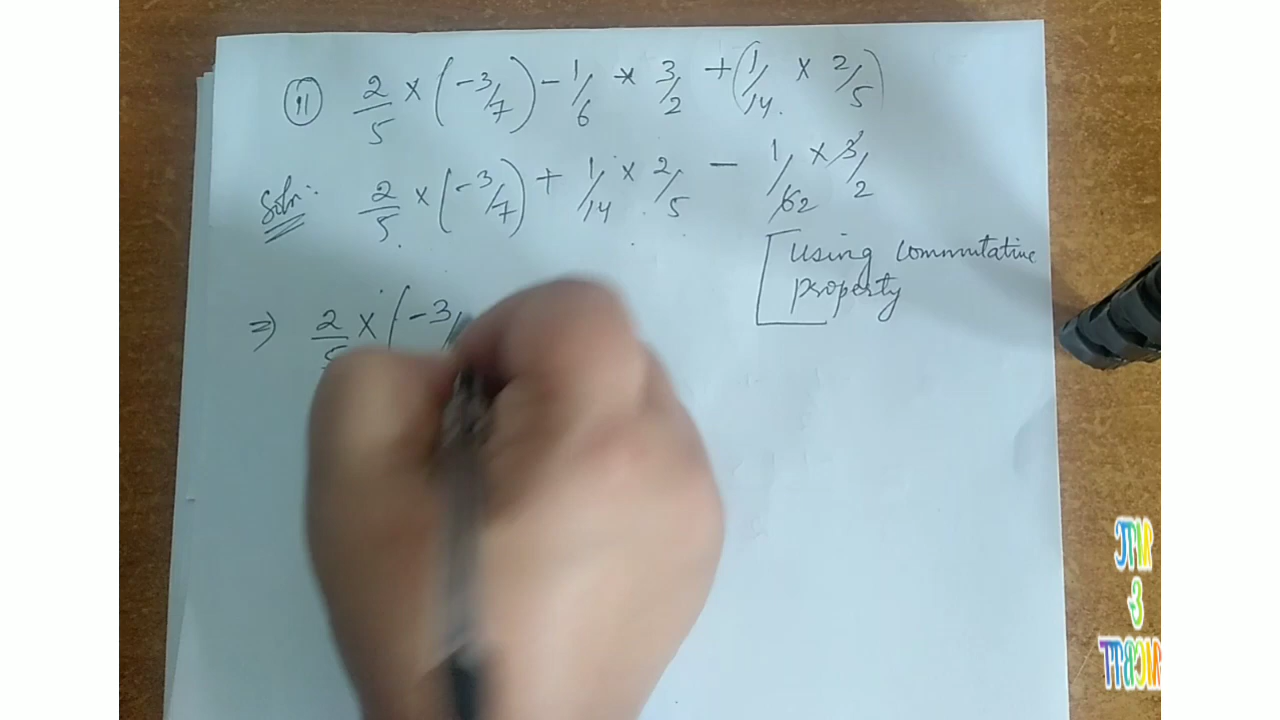 (ii) 2/5 × (-3/7) - 1/6 × 3/2 + (1/14 × 2/5)
Soln:- 2/5 × (-3/7) + 1/14 × 2/5 - 1/6 2 × 3/2
[Using commutative
property
⇒ 2/5 × (-3/